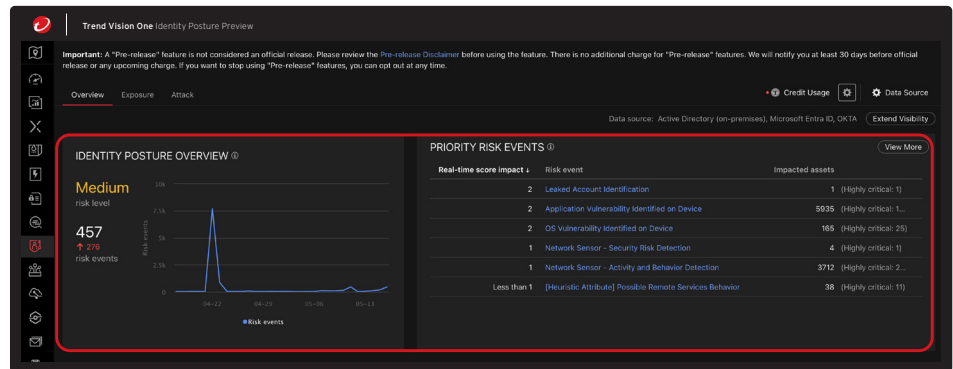 Trend Vision One Identity Posture Preview
Important: A "Pre-release" feature is not considered an official release. Please review the Pre-release Disclaimer before using the feature. There is no additional charge for "Pre-release" features. We will notify you at least 30 days before official
release or any upcoming charge. If you want to stop using "Pre-release" features, you can opt out at any time.
Overview Exposure Attack
Credit Usage Data Source
Data source: Active Directory (on-premises), Microsoft Entra ID, OKTA Extend Visibility
IDENTITY POSTURE OVERVIEW
Medium
risk level
457
↑ 276
risk events
Risk events
10k
7.5k
5k
2.5k
0
04-22 04-29 05-06 05-13
Risk events
PRIORITY RISK EVENTS View More
Real-time score impact ↓ Risk event Impacted assets
2 Leaked Account Identification 1 (Highly critical: 1)
2 Application Vulnerability Identified on Device 5935 (Highly critical: 1...
2 OS Vulnerability Identified on Device 165 (Highly critical: 25)
1 Network Sensor - Security Risk Detection 4 (Highly critical: 1)
1 Network Sensor - Activity and Behavior Detection 3712 (Highly critical: 2...
Less than 1 [Heuristic Attribute] Possible Remote Services Behavior 38 (Highly critical: 11)